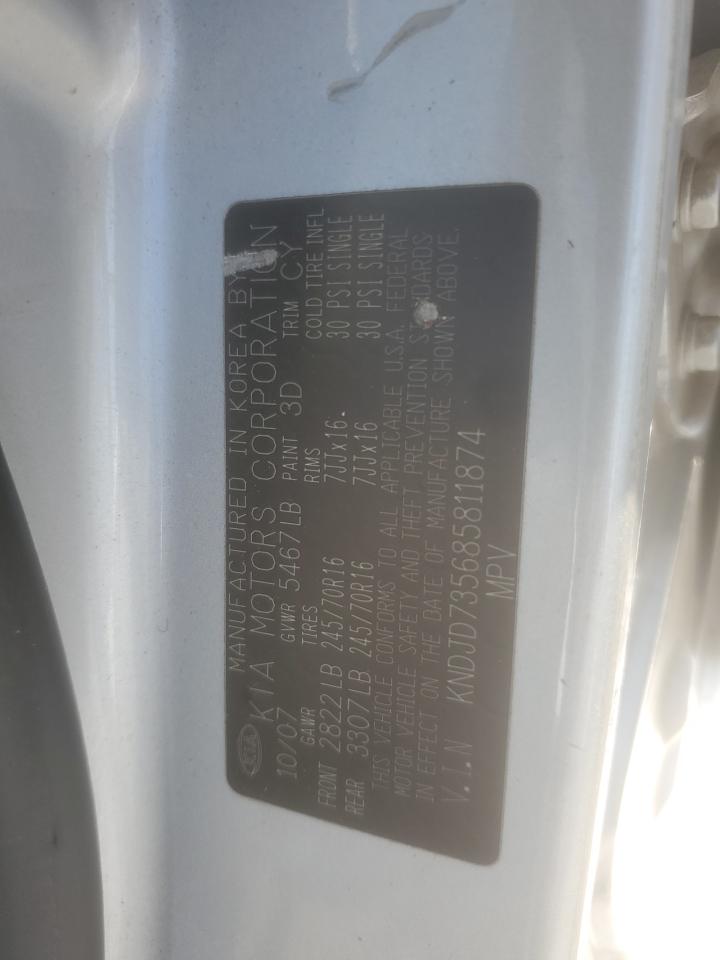 MANUFACTURED IN KOREA BY
KIA KIA MOTORS CORPORATION
10/07 GVWR 5467LB PAINT 3D TRIM CY
GAWR TIRES RIMS COLD TIRE INFL
FRONT 2822LB 245/70R16 7JJx16 30 PSI SINGLE
REAR 3307LB 245/70R16 7JJx16 30 PSI SINGLE
THIS VEHICLE CONFORMS TO ALL APPLICABLE U.S.A. FEDERAL
MOTOR VEHICLE SAFETY AND THEFT PREVENTION S DARDS
IN EFFECT ON THE DATE OF MANUFACTURE SHOWN ABOVE.
V.I.N KNDJD735685811874
MPV